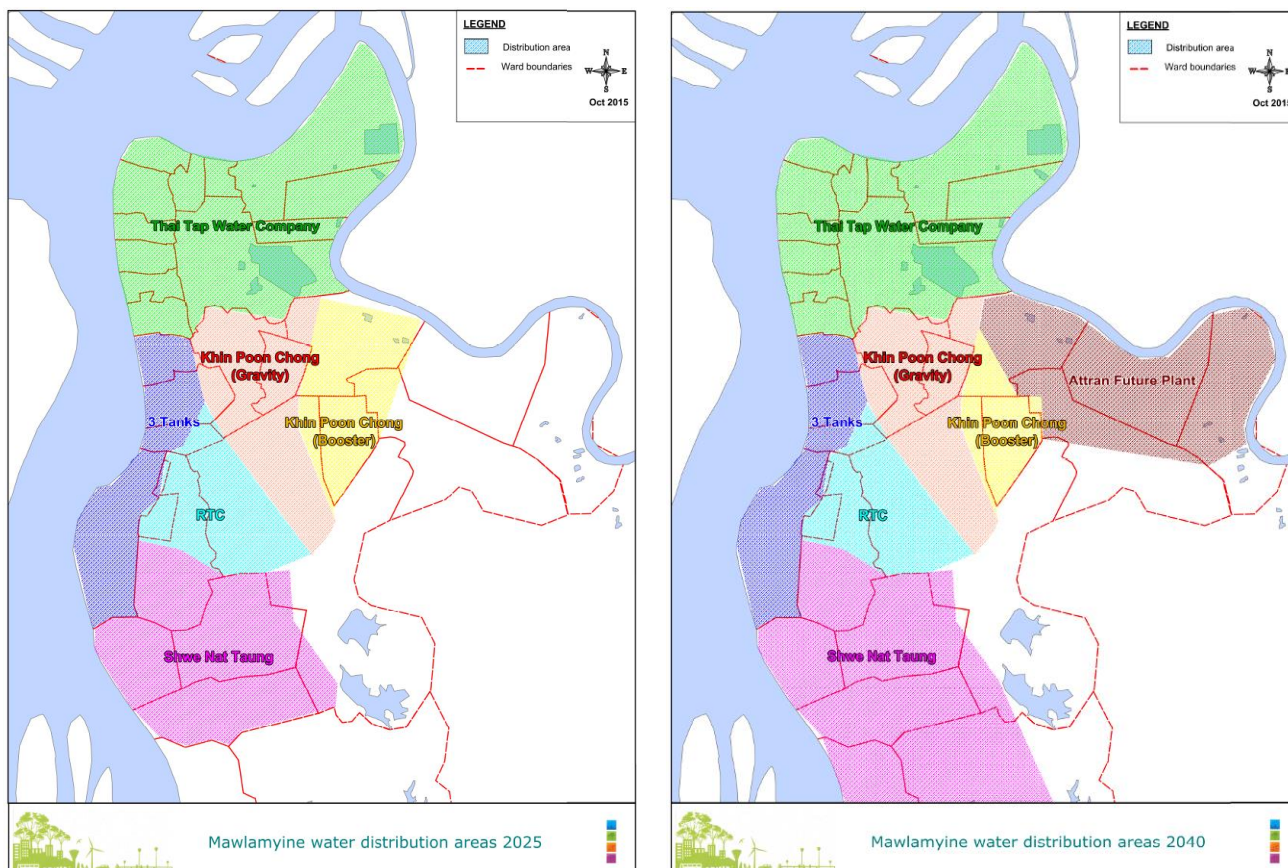 LEGEND
Distribution area
Ward boundaries
N
W E
S
Oct 2015
Thai Tap Water Company
Khin Poon Chong
(Gravity)
3 Tanks
Khin Poon Chong
(Booster)
RTC
Shwe Nat Taung
Mawlamyine water distribution areas 2025
LEGEND
Distribution area
Ward boundaries
N
W E
S
Oct 2015
Thai Tap Water Company
Khin Poon Chong
(Gravity)
Attran Future Plant
3 Tanks
Khin Poon Chong
(Booster)
RTC
Shwe Nat Taung
Mawlamyine water distribution areas 2040